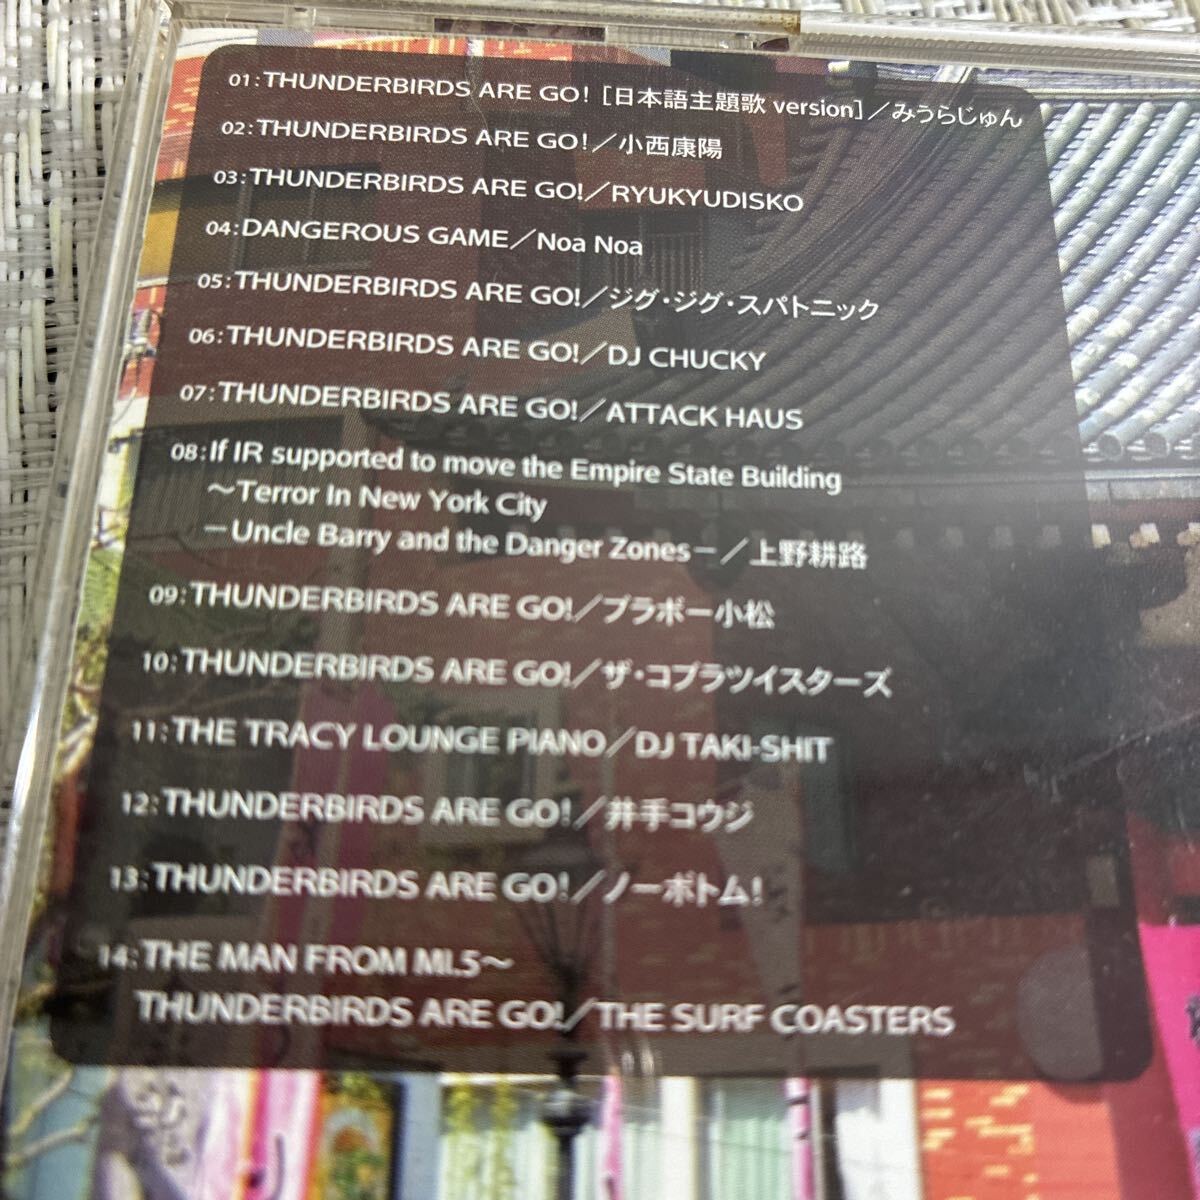 01:THUNDERBIRDS ARE GO! [日本語主題歌 version]／みうらじゅん
02:THUNDERBIRDS ARE GO!／小西康陽
03:THUNDERBIRDS ARE GO!／RYUKYUDISKO
04:DANGEROUS GAME／Noa Noa
05:THUNDERBIRDS ARE GO!／ジグ・ジグ・スパトニック
06:THUNDERBIRDS ARE GO!／DJ CHUCKY
07:THUNDERBIRDS ARE GO!／ATTACK HAUS
08:If IR supported to move the Empire State Building
～Terror In New York City
－Uncle Barry and the Danger Zones－／上野耕路
09:THUNDERBIRDS ARE GO!／ブラボー小松
10:THUNDERBIRDS ARE GO!／ザ・コブラツイスターズ
11:THE TRACY LOUNGE PIANO／DJ TAKI-SHIT
12:THUNDERBIRDS ARE GO!／井手コウジ
13:THUNDERBIRDS ARE GO!／ノーボトム!
14:THE MAN FROM MI.5～
THUNDERBIRDS ARE GO!／THE SURF COASTERS